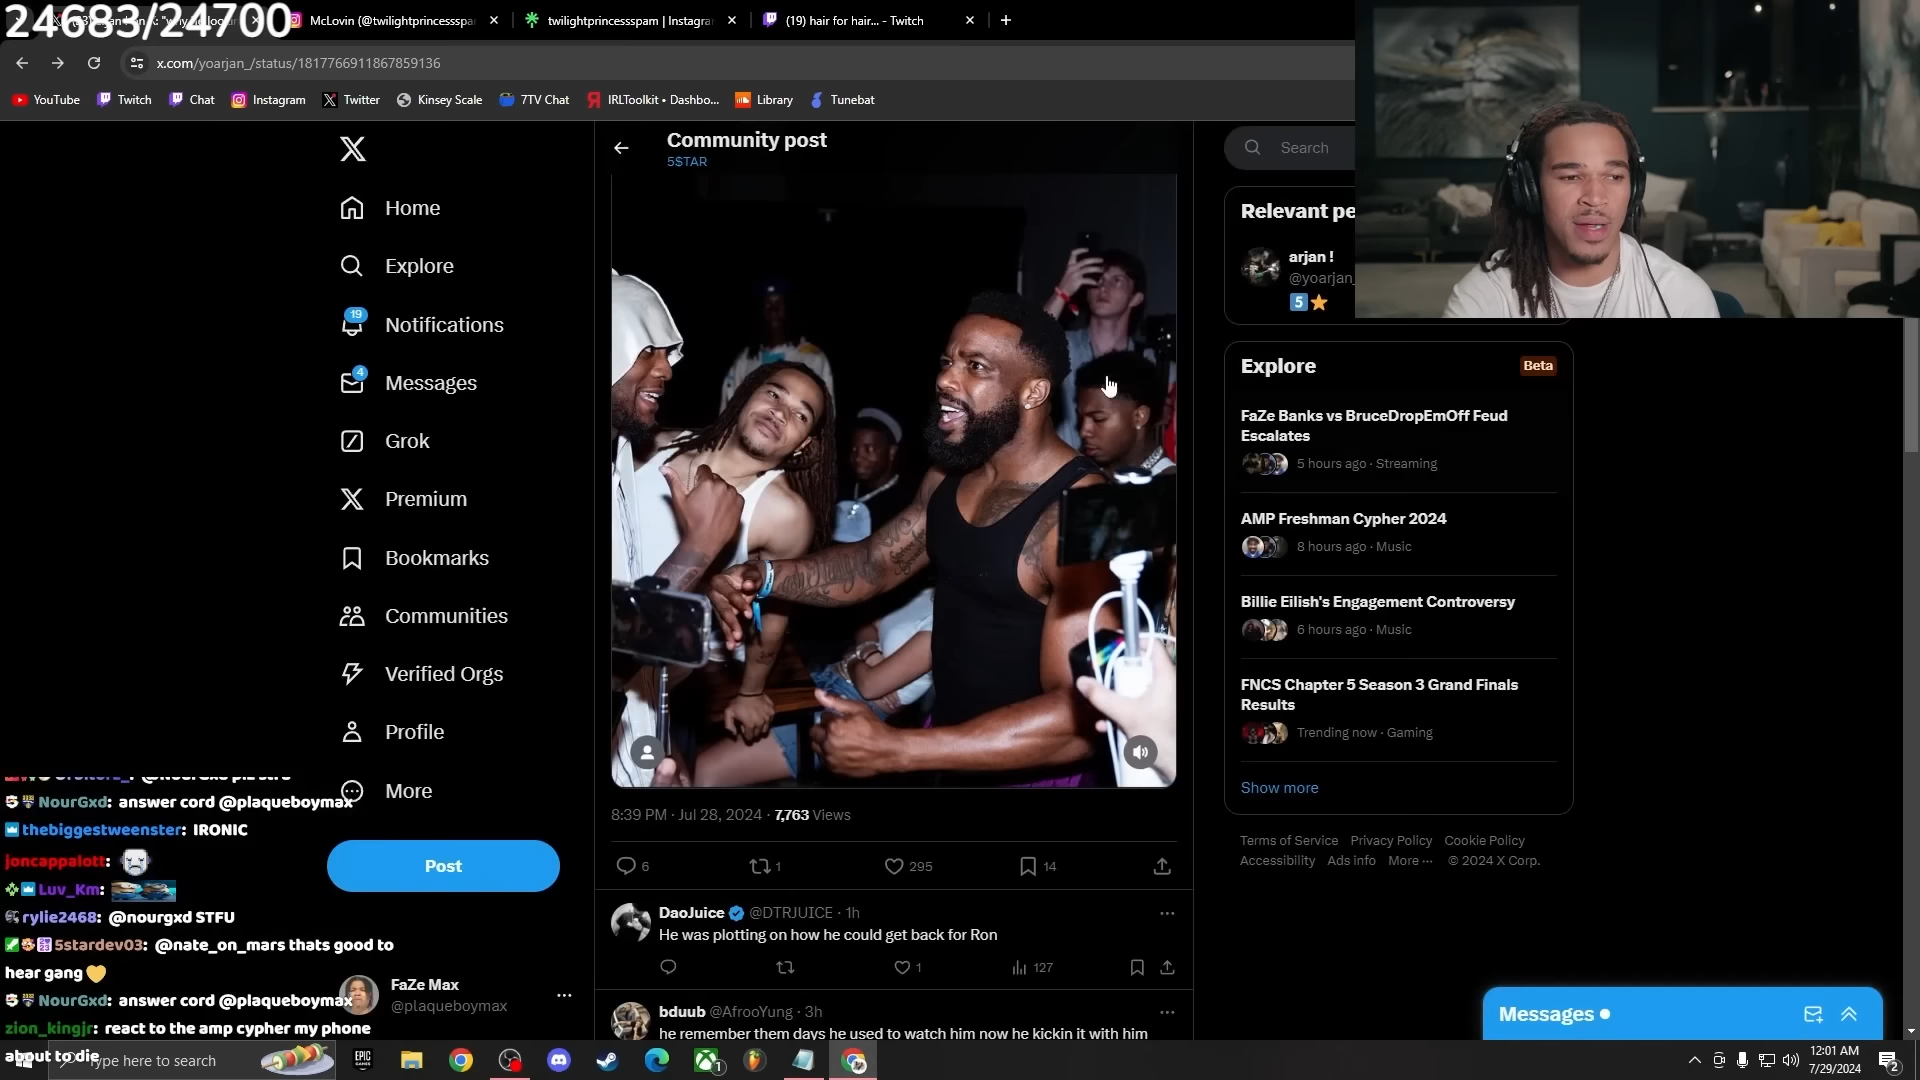 24683/24700
McLovin (@twilightprincessspa
twilightprincessspam | Instagra
(19) hair for hair... - Twitch
x.com/yoarjan_/status/1817766911867859136
YouTube
Twitch
Chat
Instagram
Twitter
Kinsey Scale
7TV Chat
IRLToolkit • Dashbo...
Library
Tunebat
Home
Explore
19
Notifications
4
Messages
Grok
Premium
Bookmarks
Communities
Verified Orgs
Profile
More
Post
FaZe Max
@plaqueboymax
Community post
5STAR
8:39 PM · Jul 28, 2024 · 7,763 Views
6
1
295
14
DaoJuice @DTRJUICE · 1h
He was plotting on how he could get back for Ron
1
127
bduub @AfrooYung · 3h
he remember them days he used to watch him now he kickin it with him
Search
Relevant pe
arjan !
@yoarjan_
5
Explore
Beta
FaZe Banks vs BruceDropEmOff Feud
Escalates
5 hours ago · Streaming
AMP Freshman Cypher 2024
8 hours ago · Music
Billie Eilish's Engagement Controversy
6 hours ago · Music
FNCS Chapter 5 Season 3 Grand Finals
Results
Trending now · Gaming
Show more
Terms of Service Privacy Policy Cookie Policy
Accessibility Ads info More ··· © 2024 X Corp.
Messages
NourGxd: answer cord @plaqueboymax
thebiggestweenster: IRONIC
joncappalott:
Luv_Km:
rylie2468: @nourgxd STFU
5stardev03: @nate_on_mars thats good to
hear gang
NourGxd: answer cord @plaqueboymax
zion_kingjr: react to the amp cypher my phone
about to die
Type here to search
EPIC
GAMES
1
12:01 AM
7/29/2024
2